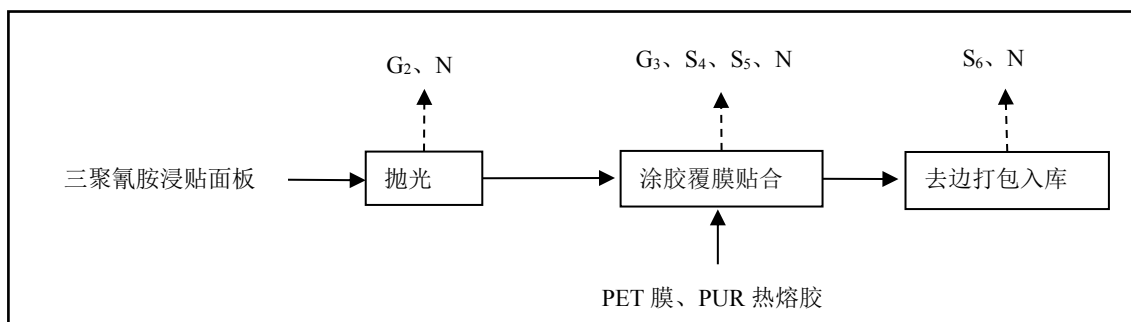 G₂、N
G₃、S₄、S₅、N
S₆、N
三聚氰胺浸贴面板
抛光
涂胶覆膜贴合
去边打包入库
PET 膜、PUR 热熔胶